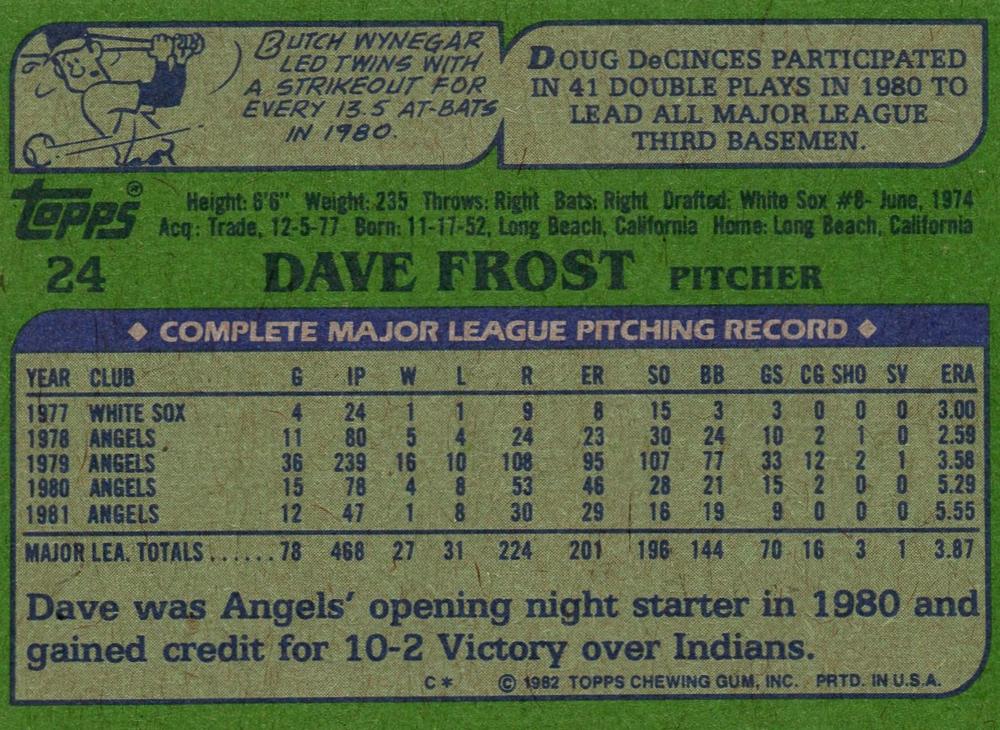 BUTCH WYNEGAR
LED TWINS WITH
A STRIKEOUT FOR
EVERY 13.5 AT-BATS
IN 1980.
DOUG DeCINCES PARTICIPATED
IN 41 DOUBLE PLAYS IN 1980 TO
LEAD ALL MAJOR LEAGUE
THIRD BASEMEN.
Topps®
Height: 6'6" Weight: 235 Throws: Right Bats: Right Drafted: White Sox #8- June, 1974
Acq: Trade, 12-5-77 Born: 11-17-52, Long Beach, California Home: Long Beach, California
24 DAVE FROST PITCHER
◆ COMPLETE MAJOR LEAGUE PITCHING RECORD ◆
YEAR CLUB G IP W L R ER SO BB GS CG SHO SV ERA
1977 WHITE SOX 4 24 1 1 9 8 15 3 3 0 0 0 3.00
1978 ANGELS 11 80 5 4 24 23 30 24 10 2 1 0 2.59
1979 ANGELS 36 239 16 10 108 95 107 77 33 12 2 1 3.58
1980 ANGELS 15 78 4 8 53 46 28 21 15 2 0 0 5.29
1981 ANGELS 12 47 1 8 30 29 16 19 9 0 0 0 5.55
MAJOR LEA. TOTALS ...... 78 468 27 31 224 201 196 144 70 16 3 1 3.87
Dave was Angels' opening night starter in 1980 and
gained credit for 10-2 Victory over Indians.
C* © 1982 TOPPS CHEWING GUM, INC. PRTD. IN U.S.A.